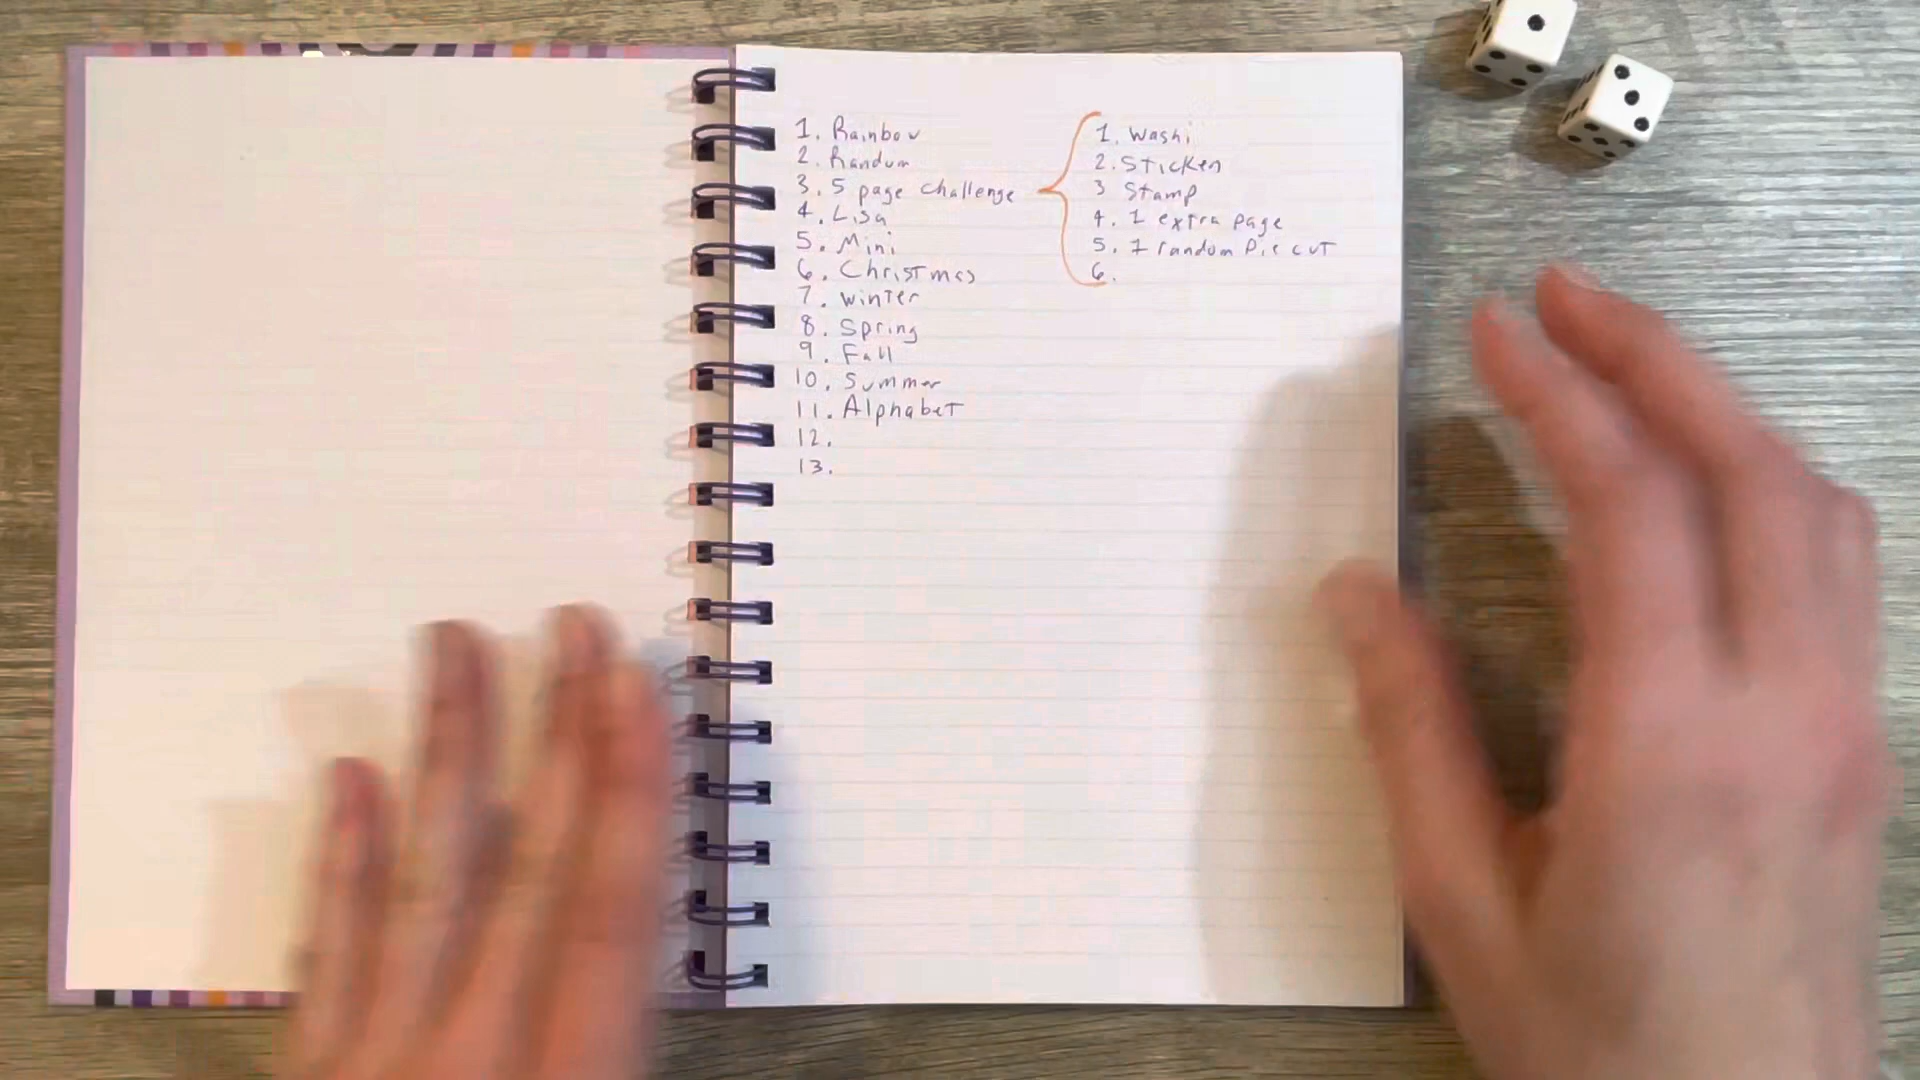 1. Rainbow
2. Random
3. 5 page challenge
4. Lisa
5. Mini
6. Christmas
7. winter
8. Spring
9. Fall
10. Summer
11. Alphabet
12.
13.
1. Washi
2. Sticker
3 Stamp
4. 1 extra page
5. 1 random Die cut
6.